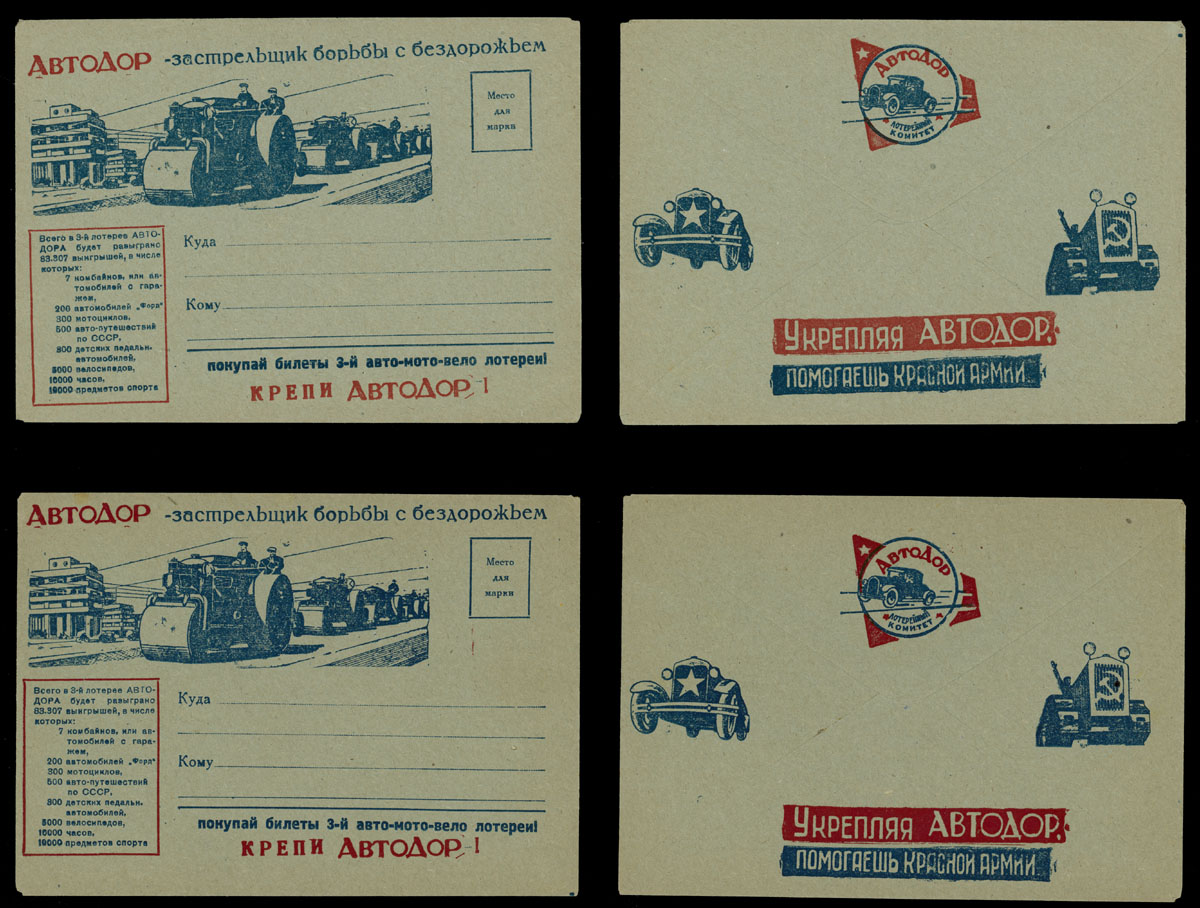 АвтоДор -застрельщик борьбы с бездорожьем
Место
для
марки
Всего в 3-й лотерее АВТО-
ДОРА будет разыграно
83.307 выигрышей, в числе
которых:
7 комбайнов, или ав-
томобилей с гара-
жем,
200 автомобилей „Форд"
300 мотоциклов,
500 авто-путешествий
по СССР,
800 детских педальн.
автомобилей,
5000 велосипедов,
16000 часов,
19000 предметов спорта
Куда
Кому
покупай билеты 3-й авто-мото-вело лотереи!
КРЕПИ АвтоДор!
АвтоДор
ЛОТЕРЕЙНЫЙ
КОМИТЕТ
Укрепляя АВТОДОР,
ПОМОГАЕШЬ КРАСНОЙ АРМИИ
АвтоДор -застрельщик борьбы с бездорожьем
Место
для
марки
Всего в 3-й лотерее АВТО-
ДОРА будет разыграно
83.307 выигрышей, в числе
которых:
7 комбайнов, или ав-
томобилей с гара-
жем,
200 автомобилей „Форд"
300 мотоциклов,
500 авто-путешествий
по СССР,
800 детских педальн.
автомобилей,
5000 велосипедов,
16000 часов,
19000 предметов спорта
Куда
Кому
покупай билеты 3-й авто-мото-вело лотереи!
КРЕПИ АвтоДор!
АвтоДор
ЛОТЕРЕЙНЫЙ
КОМИТЕТ
Укрепляя АВТОДОР,
ПОМОГАЕШЬ КРАСНОЙ АРМИИ